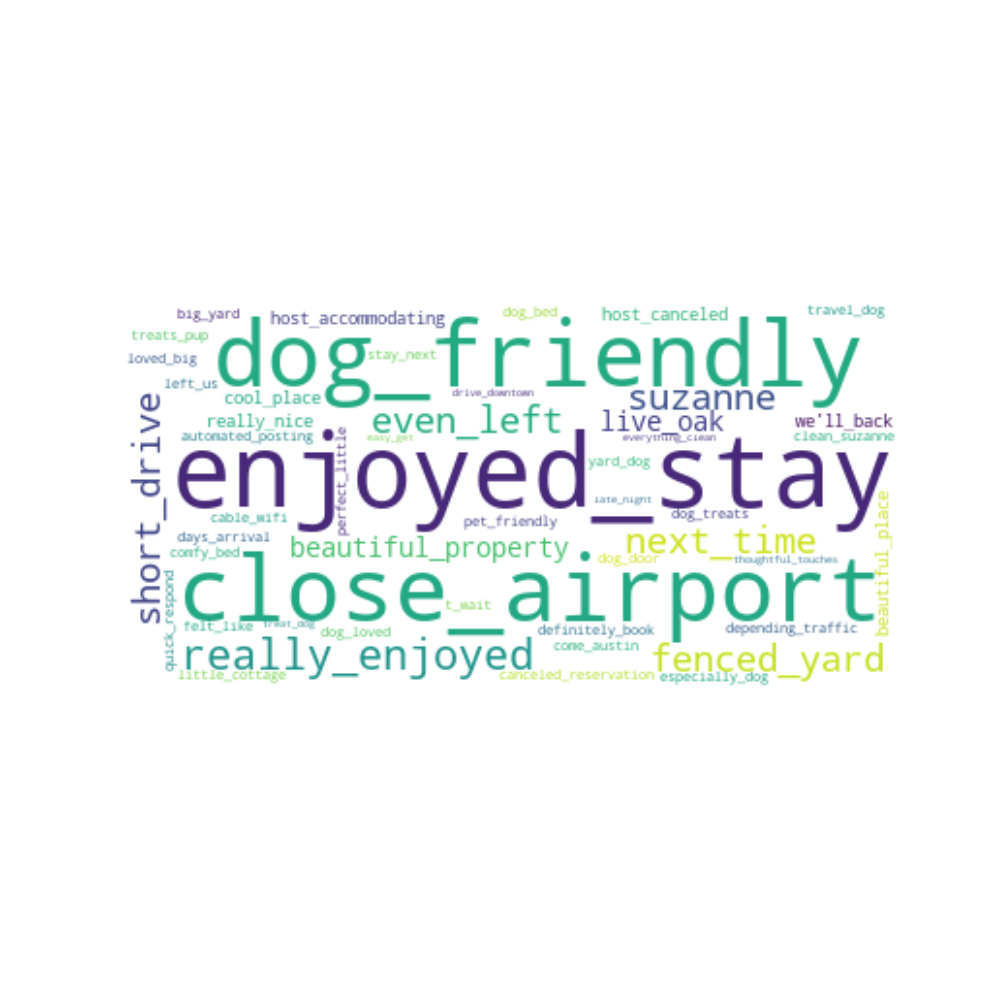 big_yard
host_accommodating
dog_bed
host_canceled
travel_dog
treats_pup
dog_friendly
loved_big
stay_next
left_us
cool_place
drive_downtown
suzanne
short_drive
really_nice
even_left
live_oak
we'll_back
automated_posting
easy_get
everything_clean
clean_suzanne
perfect_little
enjoyed_stay
yard_dog
late_night
cable_wifi
pet_friendly
dog_treats
beautiful_place
days_arrival
beautiful_property
next_time
comfy_bed
dog_door
thoughtful_touches
close_airport
quick_respond
t_wait
felt_like
treat_dog
dog_loved
definitely_book
depending_traffic
really_enjoyed
come_austin
fenced_yard
little_cottage
canceled_reservation
especially_dog